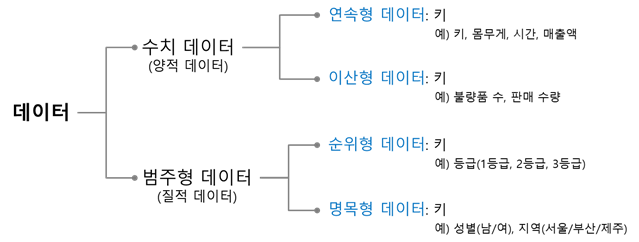 데이터
수치 데이터
(양적 데이터)
연속형 데이터: 키
예) 키, 몸무게, 시간, 매출액
이산형 데이터: 키
예) 불량품 수, 판매 수량
범주형 데이터
(질적 데이터)
순위형 데이터: 키
예) 등급(1등급, 2등급, 3등급)
명목형 데이터: 키
예) 성별(남/여), 지역(서울/부산/제주)